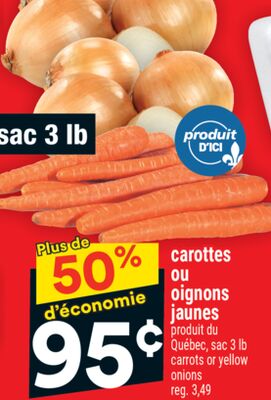 sac 3 lb
produit
D'ICI
Plus de
50%
d'économie
95¢
carottes
ou
oignons
jaunes
produit du
Québec, sac 3 lb
carrots or yellow
onions
reg. 3,49